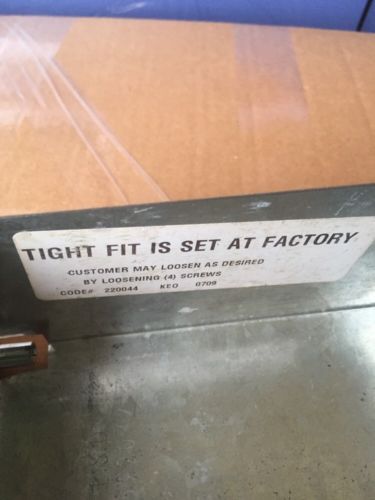 TIGHT FIT IS SET AT FACTORY
CUSTOMER MAY LOOSEN AS DESIRED
BY LOOSENING (4) SCREWS
CODE# 220044 KEO 0709